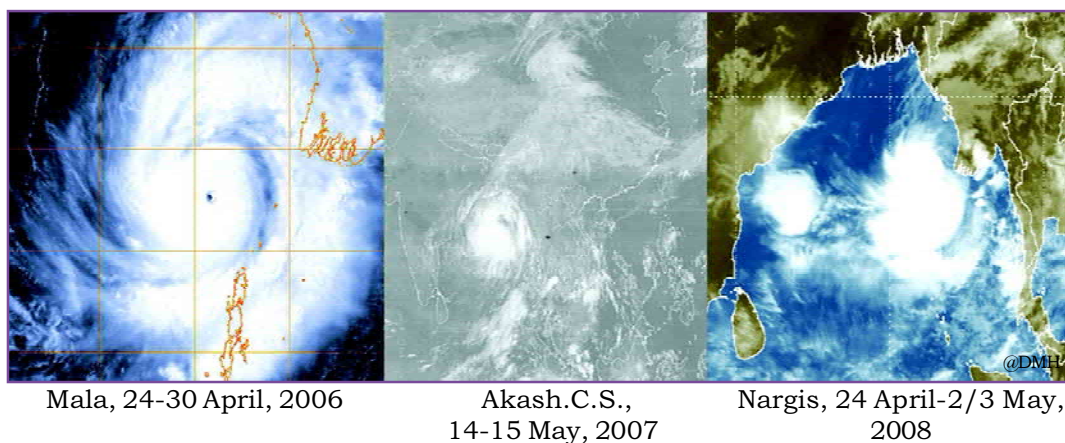 @DMH
Mala, 24-30 April, 2006
Akash.C.S.,
14-15 May, 2007
Nargis, 24 April-2/3 May,
2008